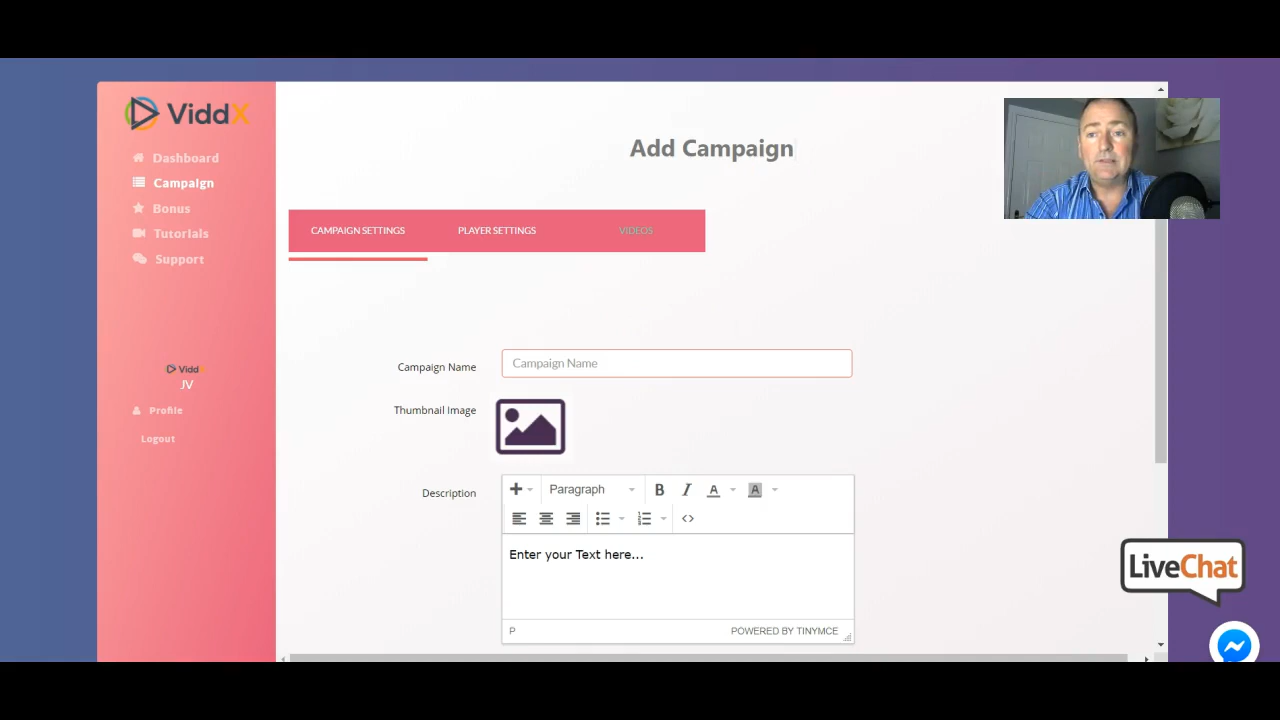 ViddX
Dashboard
Campaign
Bonus
Tutorials
Support
ViddX
JV
Profile
Logout
Add Campaign
CAMPAIGN SETTINGS PLAYER SETTINGS VIDEOS
Campaign Name Campaign Name
Thumbnail Image
Description
Paragraph B I A A
Enter your Text here...
P POWERED BY TINYMCE
LiveChat